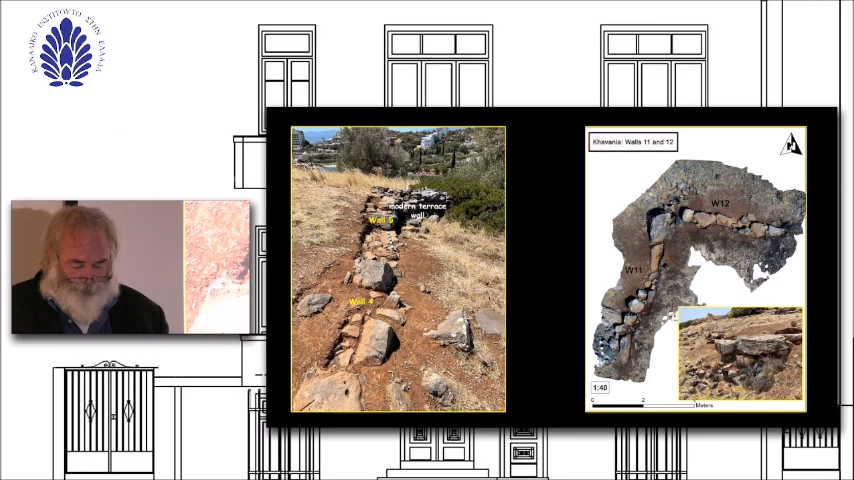 ΚΑΝΑΔΙΚΟ ΙΝΣΤΙΤΟΥΤΟ ΣΤΗΝ ΕΛΛΑΔΑ
modern terrace
wall
Wall 5
Wall 4
Khavania: Walls 11 and 12
W12
W11
1:40
0 2 4
Meters